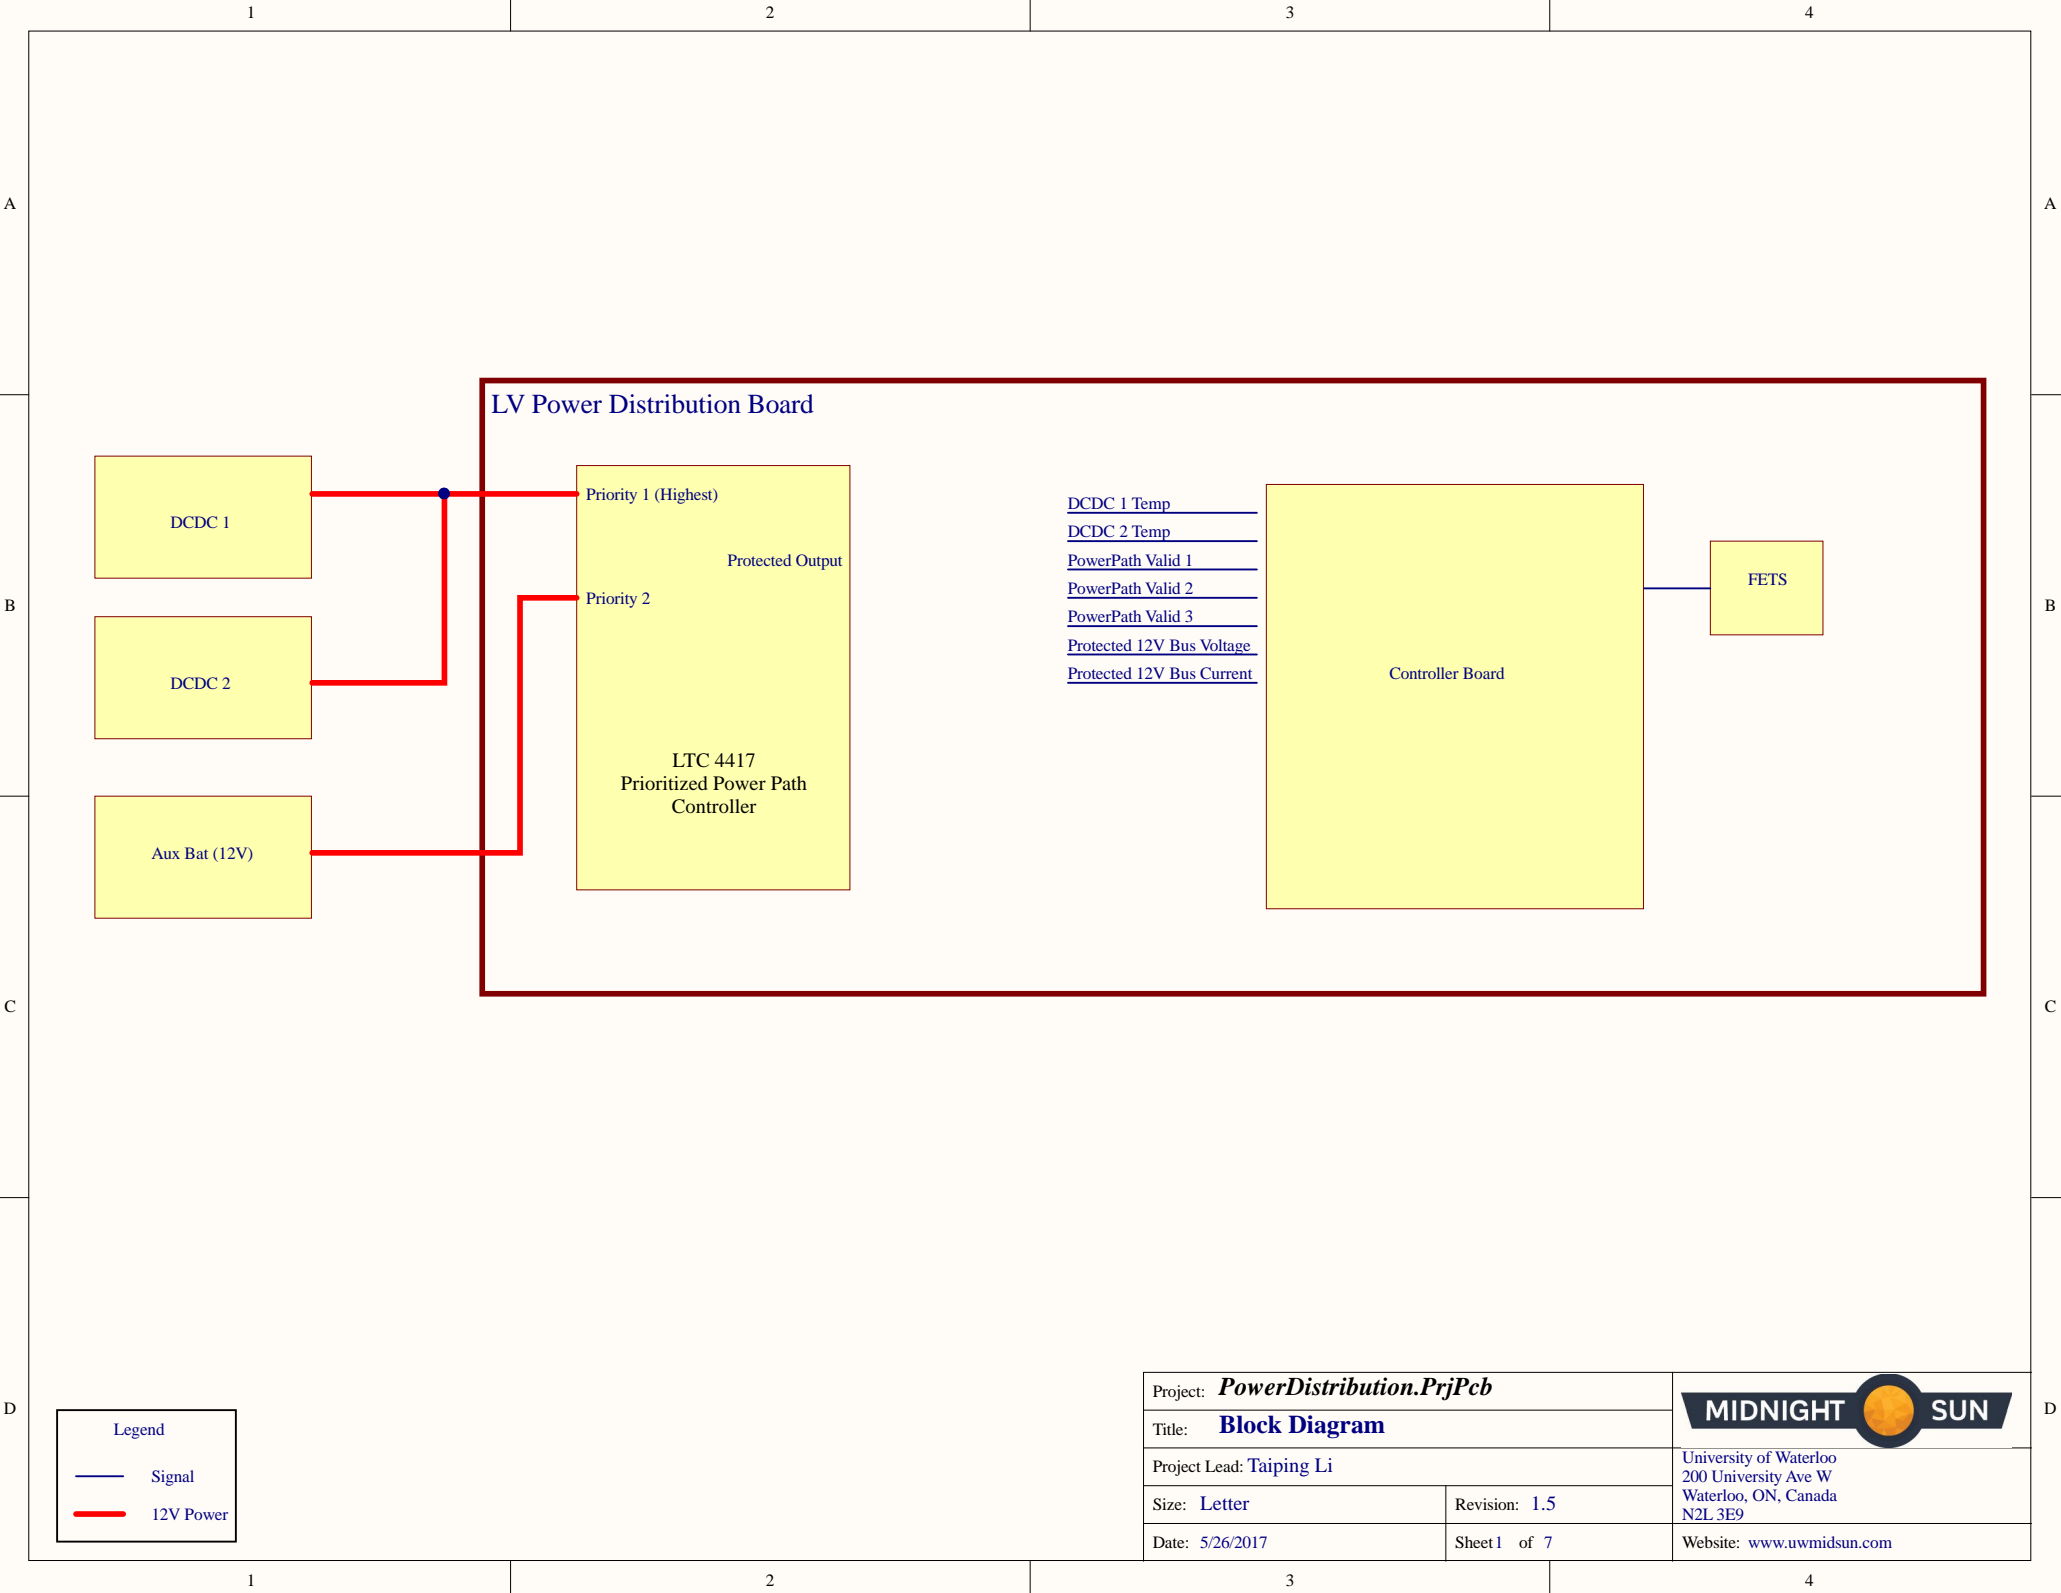 1
2
3
4
A
A
LV Power Distribution Board
DCDC 1
Priority 1 (Highest)
Protected Output
Priority 2
DCDC 2
Aux Bat (12V)
LTC 4417
Prioritized Power Path
Controller
DCDC 1 Temp
DCDC 2 Temp
PowerPath Valid 1
PowerPath Valid 2
PowerPath Valid 3
Protected 12V Bus Voltage
Protected 12V Bus Current
Controller Board
FETS
B
B
C
C
D
D
Legend
Signal
12V Power
Project: PowerDistribution.PrjPcb
Title: Block Diagram
Project Lead: Taiping Li
Size: Letter
Revision: 1.5
Date: 5/26/2017
Sheet 1 of 7
MIDNIGHT SUN
University of Waterloo
200 University Ave W
Waterloo, ON, Canada
N2L 3E9
Website: www.uwmidsun.com
1
2
3
4